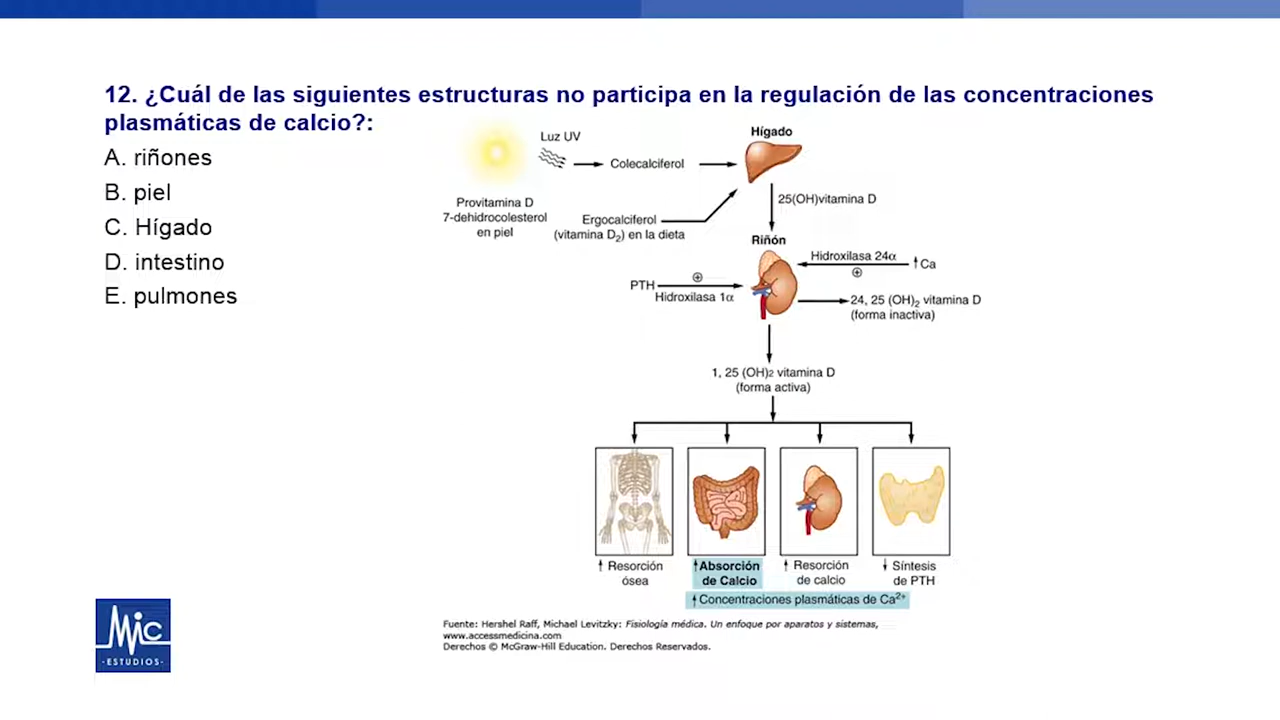 12. ¿Cuál de las siguientes estructuras no participa en la regulación de las concentraciones
plasmáticas de calcio?:
A. riñones
B. piel
C. Hígado
D. intestino
E. pulmones
Luz UV
Colecalciferol
Hígado
Provitamina D
7-dehidrocolesterol
en piel
Ergocalciferol
(vitamina D2) en la dieta
25(OH)vitamina D
Riñón
Hidroxilasa 24α
↑Ca
PTH
Hidroxilasa 1α
24, 25 (OH)2 vitamina D
(forma inactiva)
1, 25 (OH)2 vitamina D
(forma activa)
↑ Resorción
ósea
↑Absorción
de Calcio
↑ Resorción
de calcio
↓ Síntesis
de PTH
↑Concentraciones plasmáticas de Ca2+
Fuente: Hershel Raff, Michael Levitzky: Fisiología médica. Un enfoque por aparatos y sistemas,
www.accessmedicina.com
Derechos © McGraw-Hill Education. Derechos Reservados.
Mic
·ESTUDIOS·